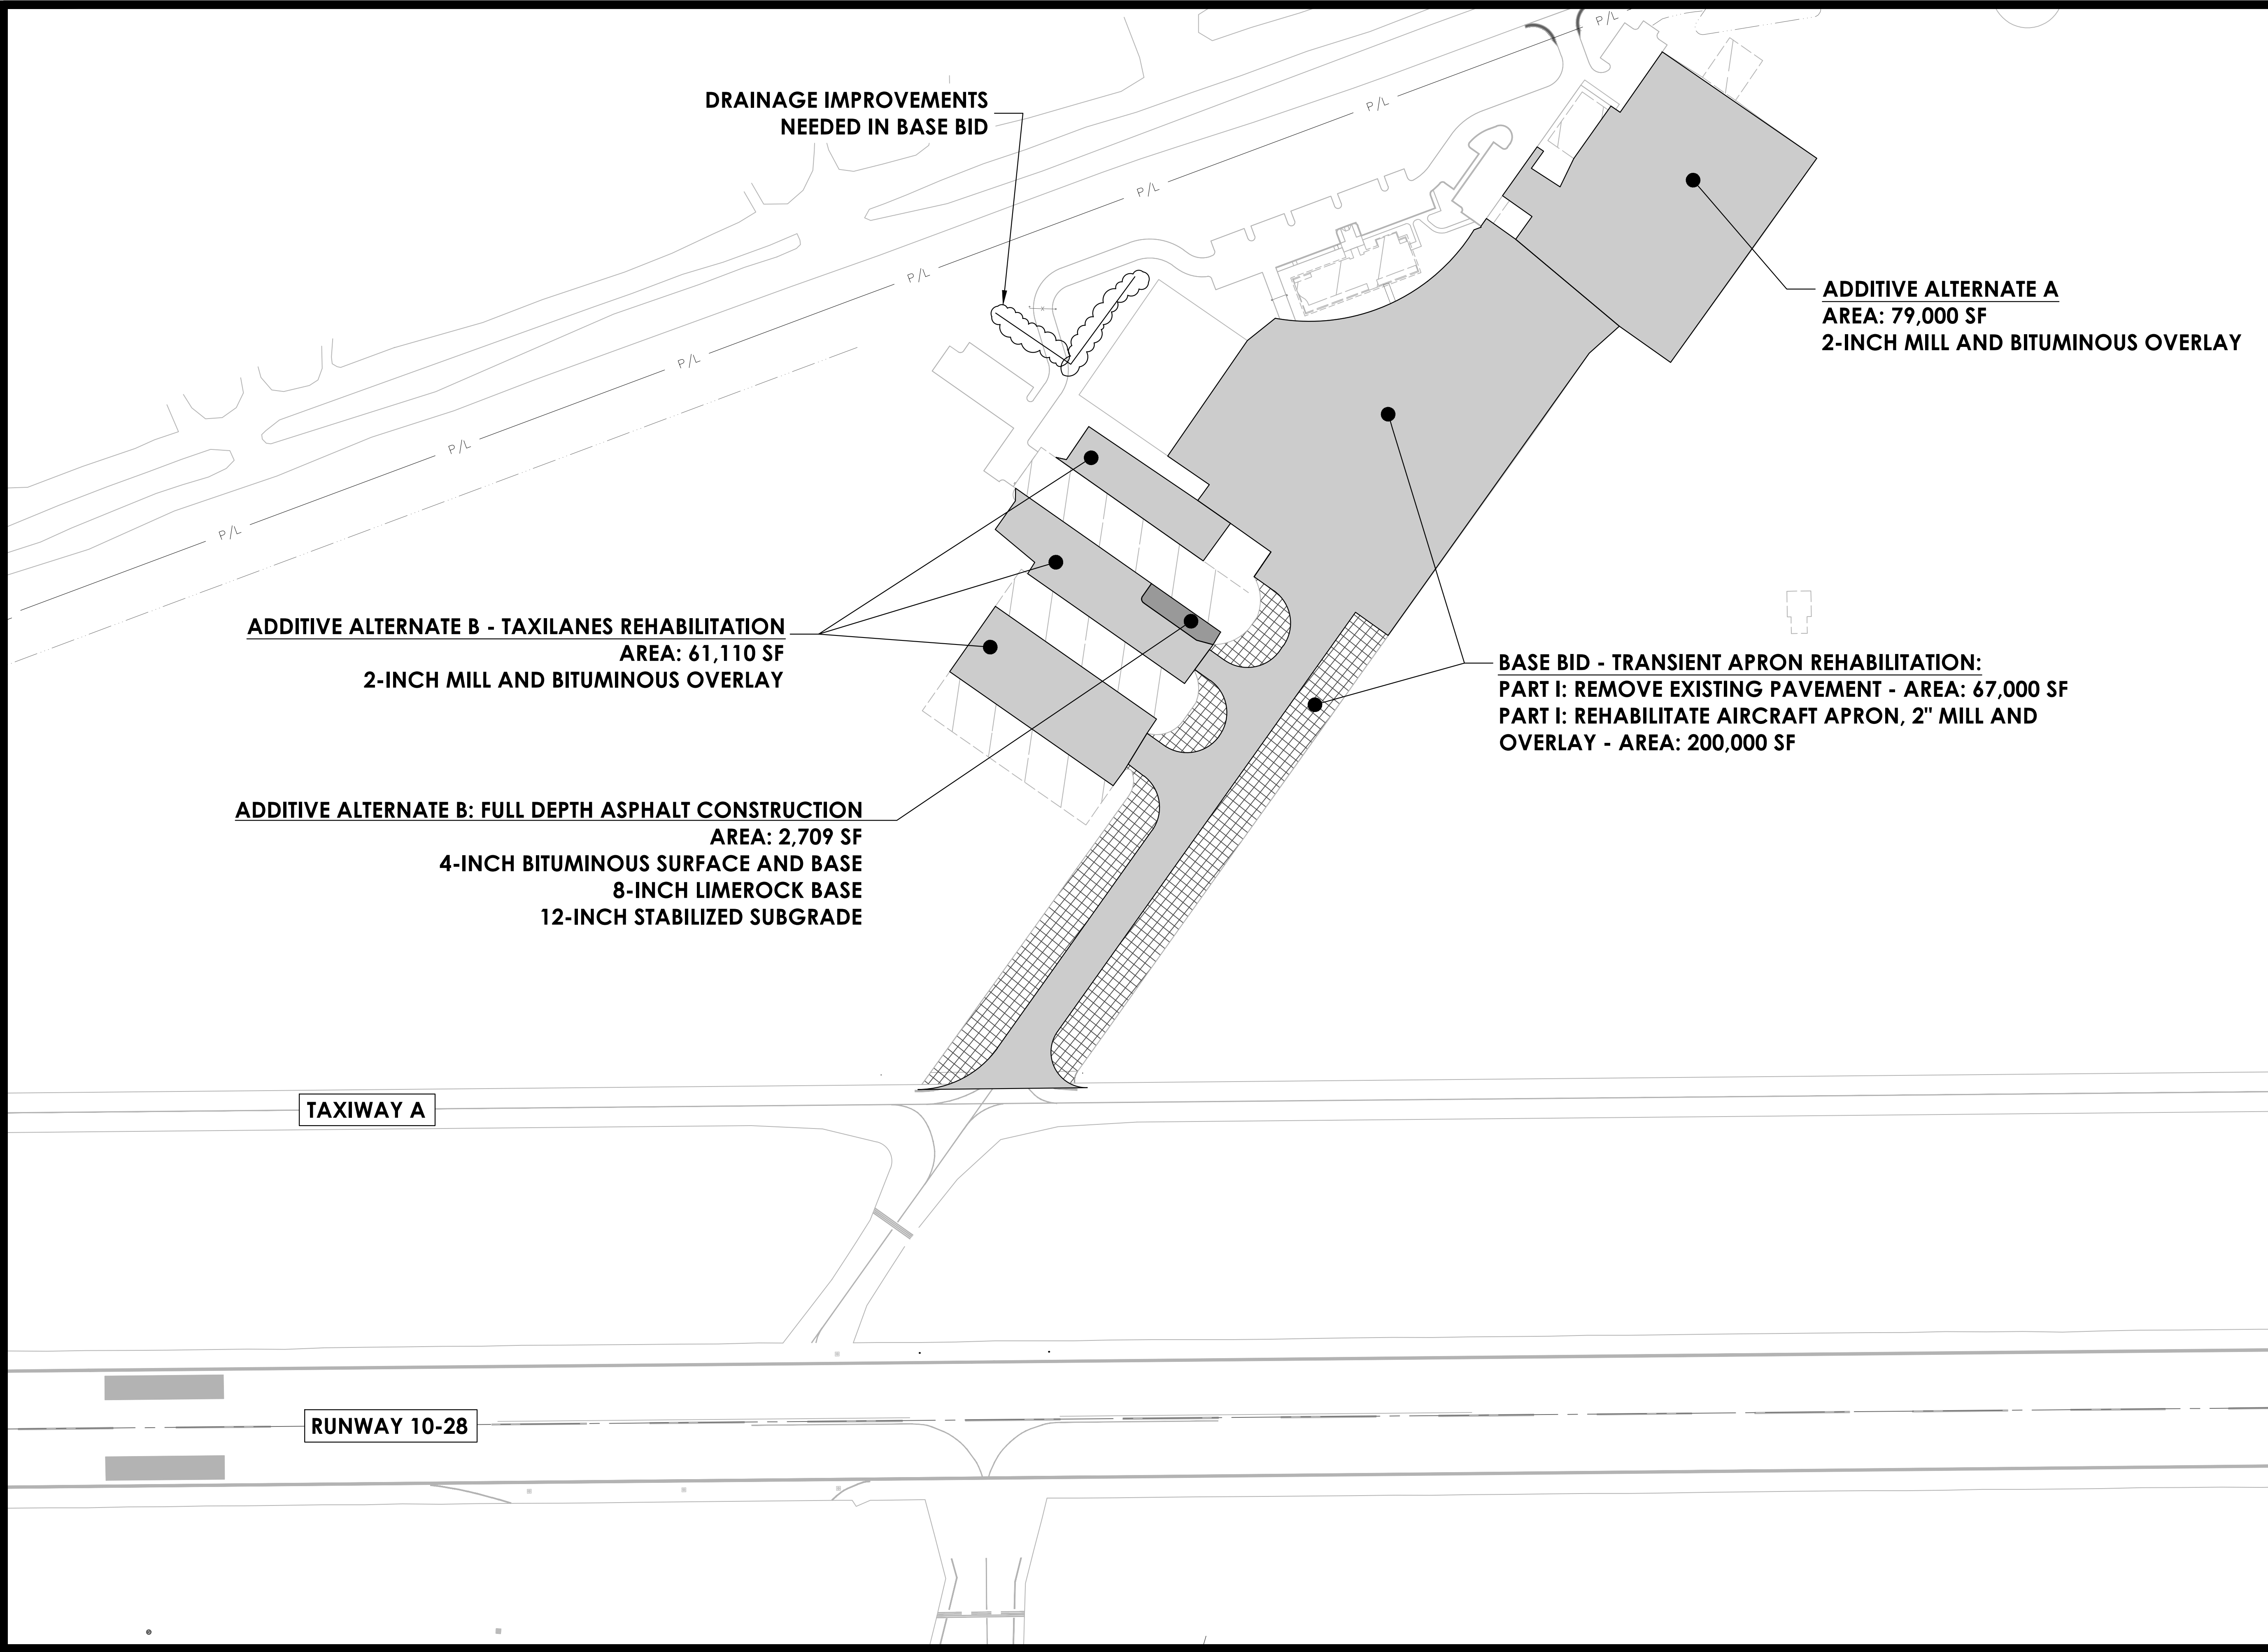 P/L
DRAINAGE IMPROVEMENTS
NEEDED IN BASE BID
P/L
P/L
P/L
ADDITIVE ALTERNATE A
AREA: 79,000 SF
2-INCH MILL AND BITUMINOUS OVERLAY
P/L
P/L
P/L
ADDITIVE ALTERNATE B - TAXILANES REHABILITATION
AREA: 61,110 SF
2-INCH MILL AND BITUMINOUS OVERLAY
BASE BID - TRANSIENT APRON REHABILITATION:
PART I: REMOVE EXISTING PAVEMENT - AREA: 67,000 SF
PART I: REHABILITATE AIRCRAFT APRON, 2" MILL AND
OVERLAY - AREA: 200,000 SF
ADDITIVE ALTERNATE B: FULL DEPTH ASPHALT CONSTRUCTION
AREA: 2,709 SF
4-INCH BITUMINOUS SURFACE AND BASE
8-INCH LIMEROCK BASE
12-INCH STABILIZED SUBGRADE
TAXIWAY A
RUNWAY 10-28